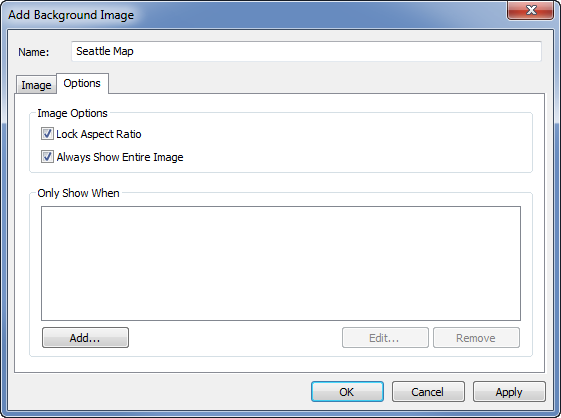 Add Background Image
Name: Seattle Map
Image Options
Image Options
Lock Aspect Ratio
Always Show Entire Image
Only Show When
Add... Edit... Remove
OK Cancel Apply